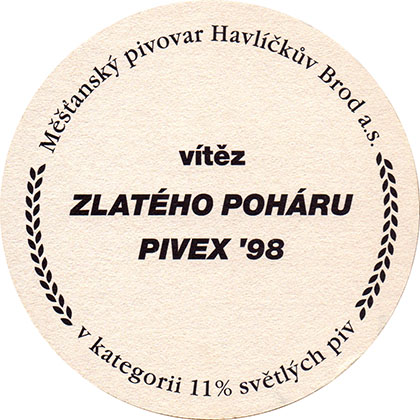 Měšťanský pivovar Havlíčkův Brod a.s.
vítěz
ZLATÉHO POHÁRU
PIVEX '98
v kategorii 11% světlých piv